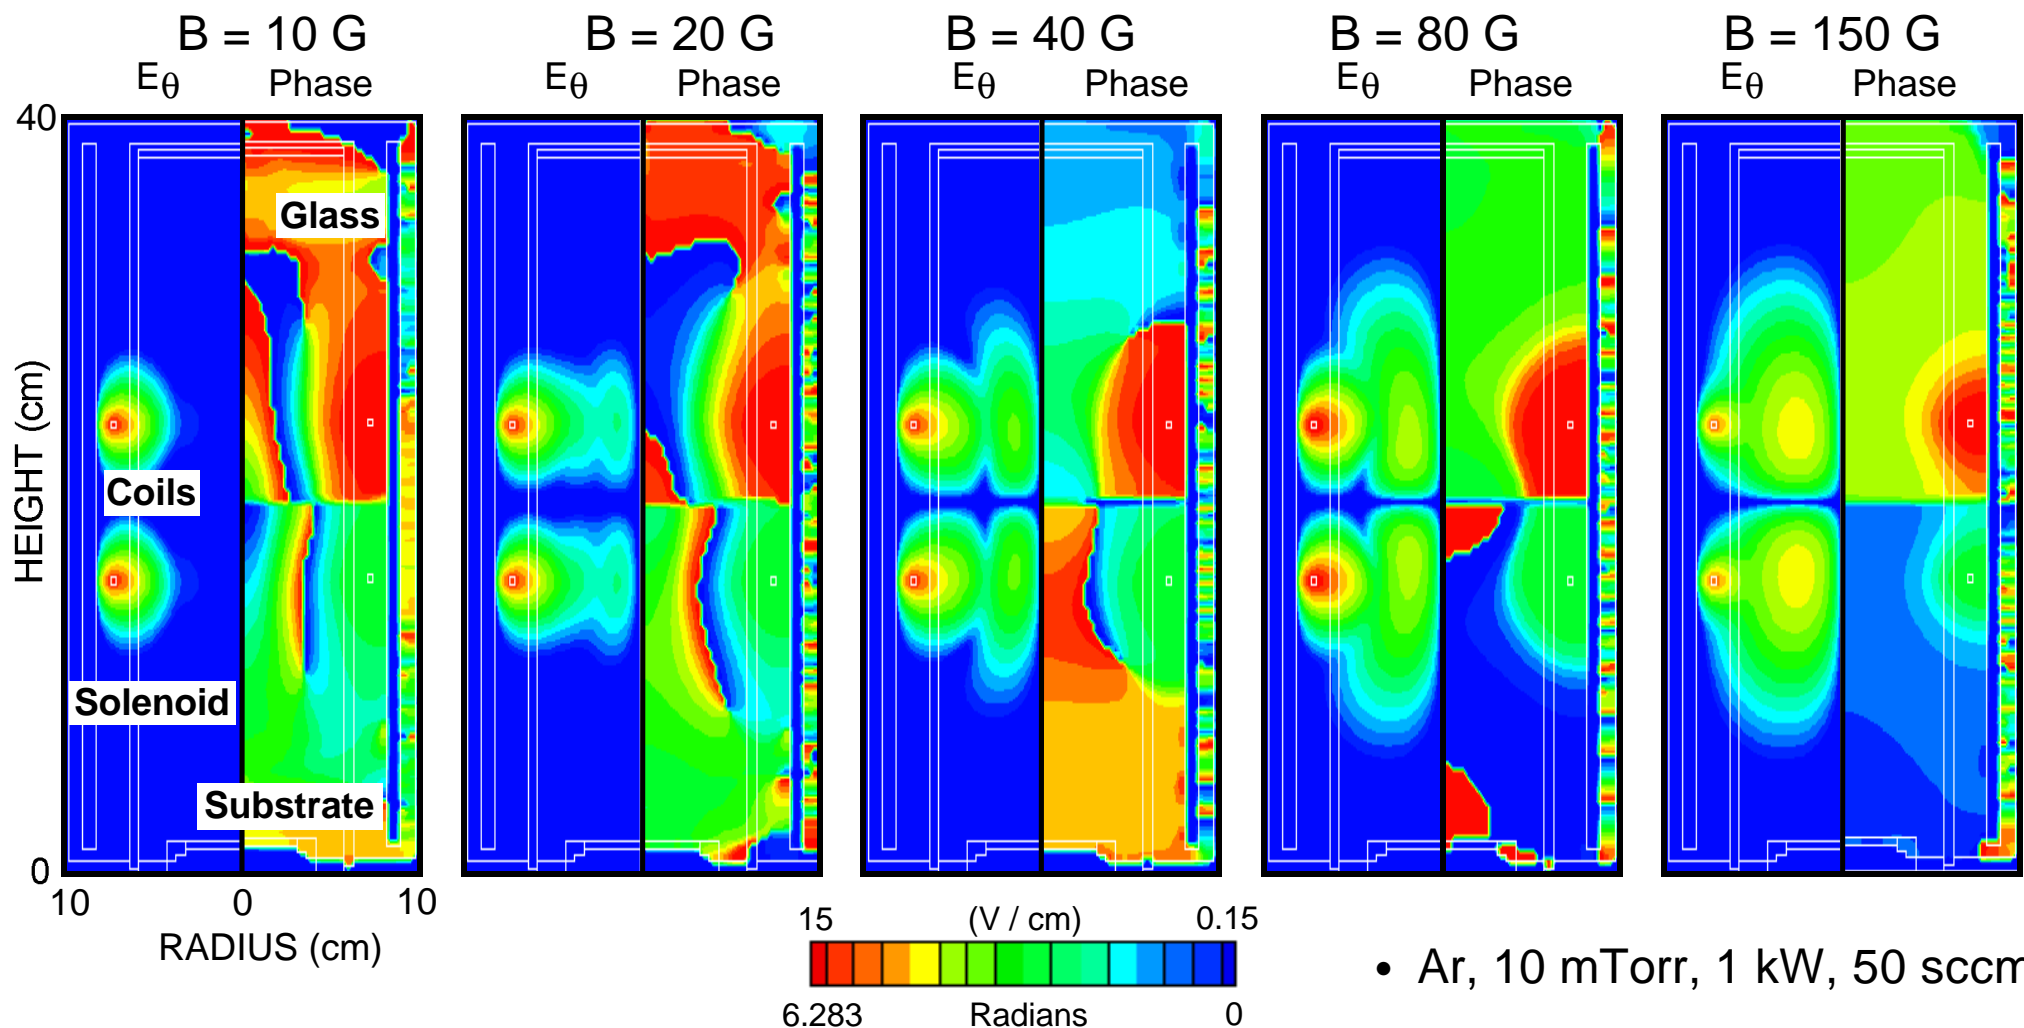 B = 10 G B = 20 G B = 40 G B = 80 G B = 150 G
Eθ Phase Eθ Phase Eθ Phase Eθ Phase Eθ Phase
40
Glass
HEIGHT (cm)
Coils
Solenoid
Substrate
0
10 0 10
RADIUS (cm)
15 (V / cm) 0.15
6.283 Radians 0
• Ar, 10 mTorr, 1 kW, 50 sccm